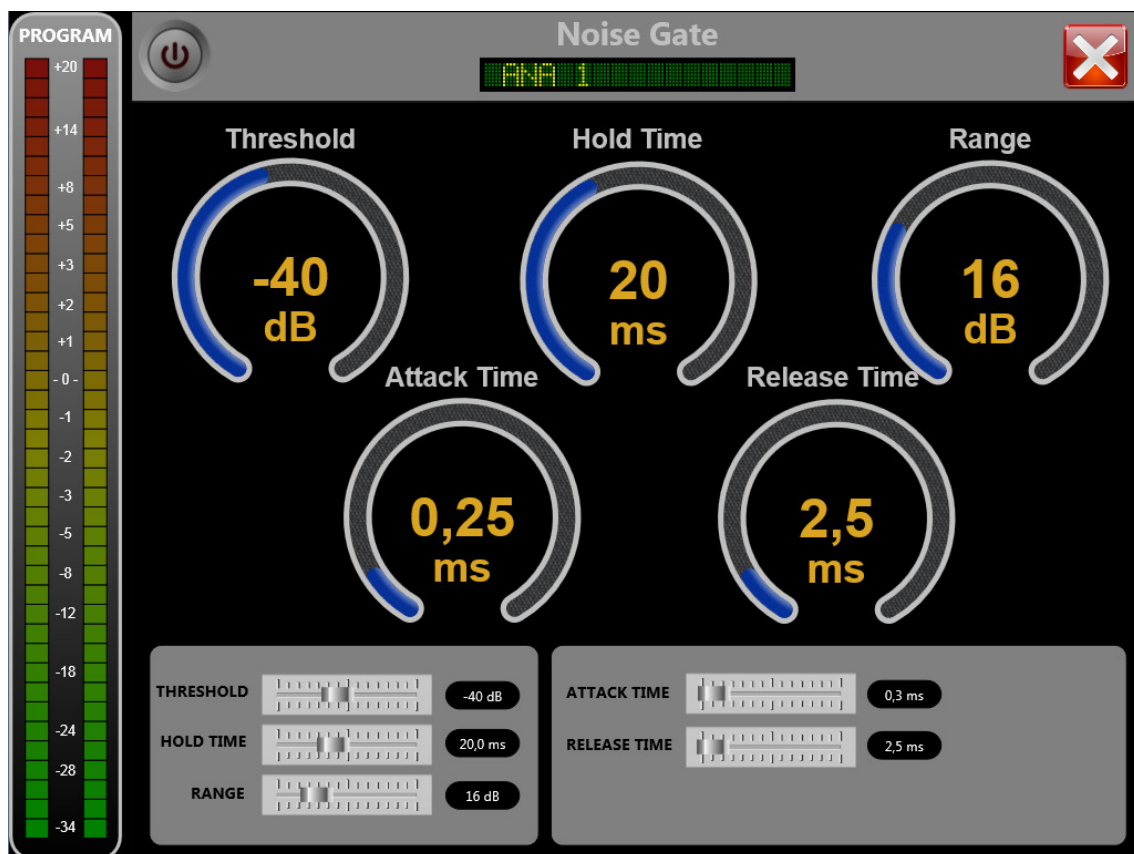 PROGRAM
+20
+14
+8
+5
+3
+2
+1
- 0 -
-1
-2
-3
-5
-8
-12
-18
-24
-28
-34
Noise Gate
ANA 1
Threshold
-40
dB
Hold Time
20
ms
Range
16
dB
Attack Time
0,25
ms
Release Time
2,5
ms
THRESHOLD -40 dB
HOLD TIME 20,0 ms
RANGE 16 dB
ATTACK TIME 0,3 ms
RELEASE TIME 2,5 ms